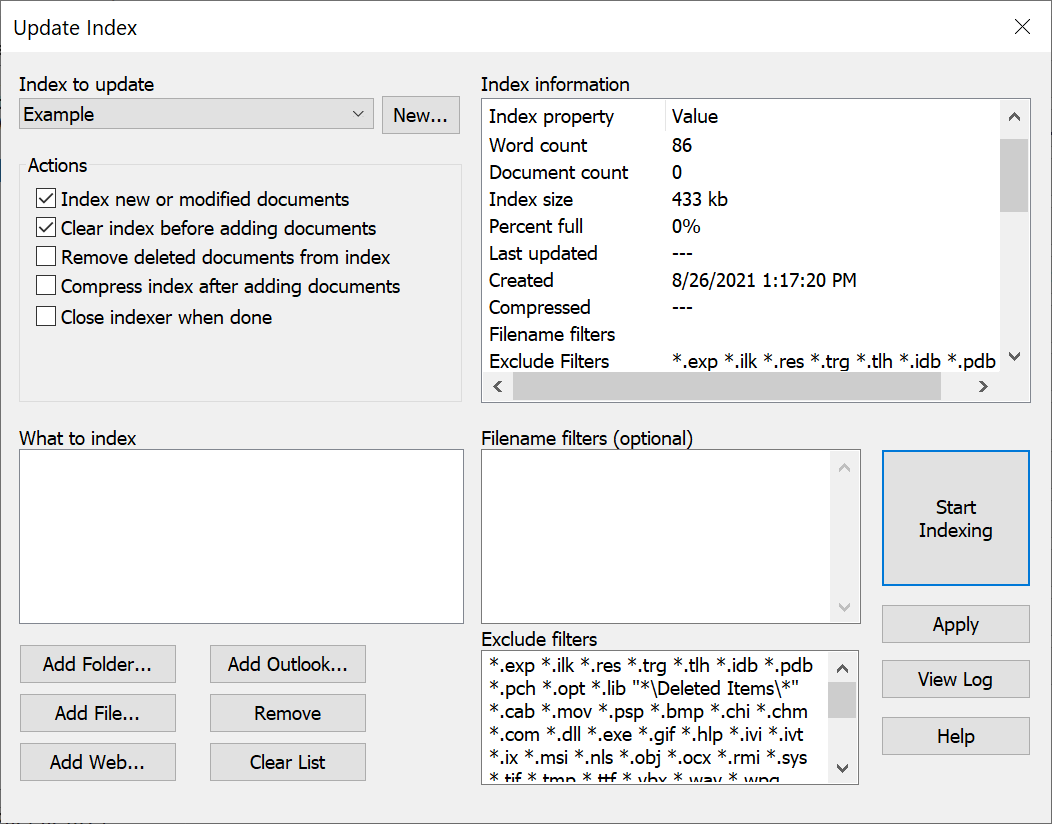 Update Index
Index to update
Example
New...
Actions
Index new or modified documents
Clear index before adding documents
Remove deleted documents from index
Compress index after adding documents
Close indexer when done
Index information
Index property Value
Word count 86
Document count 0
Index size 433 kb
Percent full 0%
Last updated ---
Created 8/26/2021 1:17:20 PM
Compressed ---
Filename filters
Exclude Filters *.exp *.ilk *.res *.trg *.tlh *.idb *.pdb
What to index
Add Folder... Add Outlook...
Add File... Remove
Add Web... Clear List
Filename filters (optional)
Exclude filters
*.exp *.ilk *.res *.trg *.tlh *.idb *.pdb
*.pch *.opt *.lib "*\Deleted Items\*"
*.cab *.mov *.psp *.bmp *.chi *.chm
*.com *.dll *.exe *.gif *.hlp *.ivi *.ivt
*.ix *.msi *.nls *.obj *.ocx *.rmi *.sys
*.tif *.tmp *.ttf *.vbx *.wav *.wpg
Start
Indexing
Apply
View Log
Help